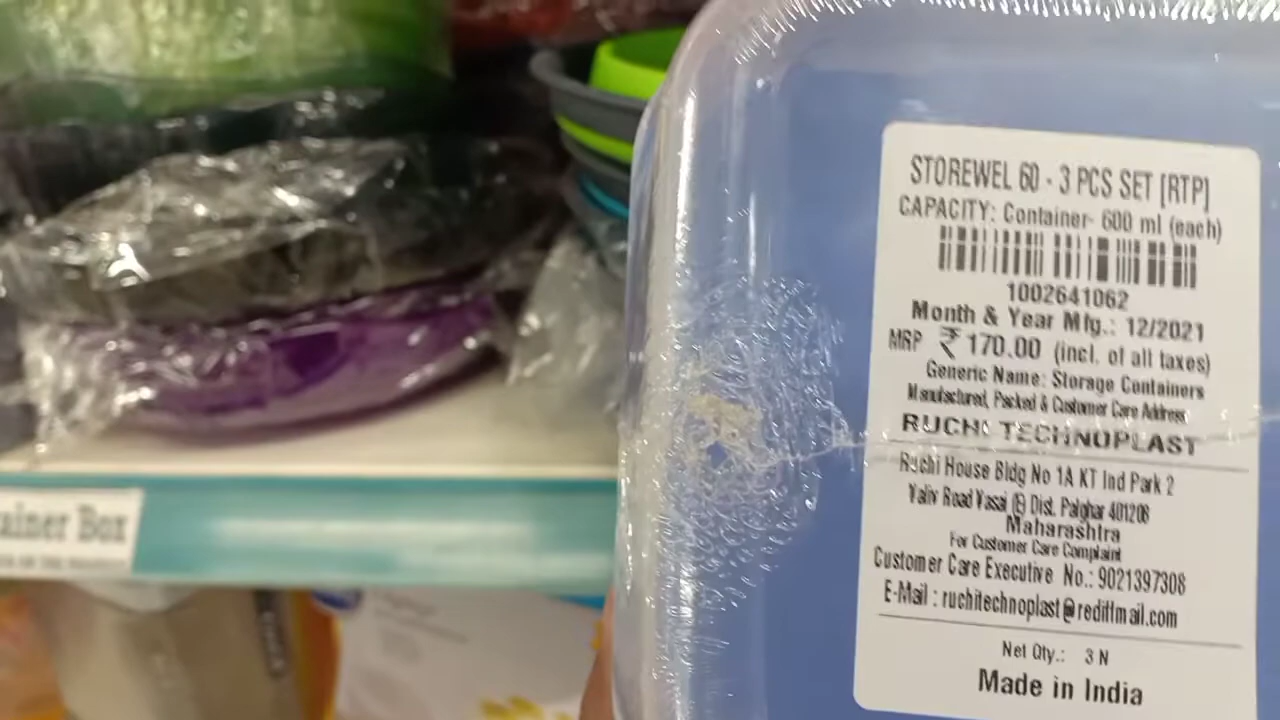 STOREWEL 60 - 3 PCS SET [RTP]
CAPACITY: Container- 600 ml (each)
1002641062
Month & Year Mfg.: 12/2021
MRP ₹ 170.00 (incl. of all taxes)
Generic Name: Storage Containers
Manufactured, Packed & Customer Care Address
RUCHI TECHNOPLAST
Ruchi House Bldg No 1A KT Ind Park 2
Valiv Road Vasai (E) Dist. Palghar 401208
Maharashtra
For Customer Care Complaint
Customer Care Executive No.: 9021397308
E-Mail : ruchitechnoplast@rediffmail.com
Net Qty.: 3 N
Made in India
ainer Box